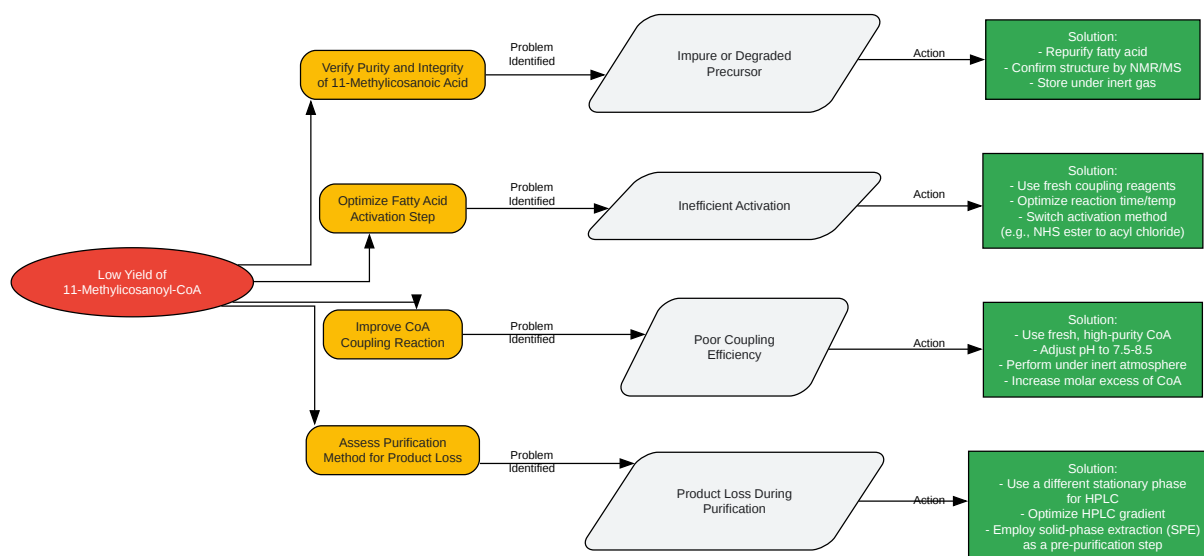 Low Yield of
11-Methylicosanoyl-CoA
Verify Purity and Integrity
of 11-Methylicosanoic Acid
Problem
Identified
Impure or Degraded
Precursor
Action
Solution:
- Repurify fatty acid
- Confirm structure by NMR/MS
- Store under inert gas
Optimize Fatty Acid
Activation Step
Problem
Identified
Inefficient Activation
Action
Solution:
- Use fresh coupling reagents
- Optimize reaction time/temp
- Switch activation method
(e.g., NHS ester to acyl chloride)
Improve CoA
Coupling Reaction
Problem
Identified
Poor Coupling
Efficiency
Action
Solution:
- Use fresh, high-purity CoA
- Adjust pH to 7.5-8.5
- Perform under inert atmosphere
- Increase molar excess of CoA
Assess Purification
Method for Product Loss
Problem
Identified
Product Loss During
Purification
Action
Solution:
- Use a different stationary phase
for HPLC
- Optimize HPLC gradient
- Employ solid-phase extraction (SPE)
as a pre-purification step